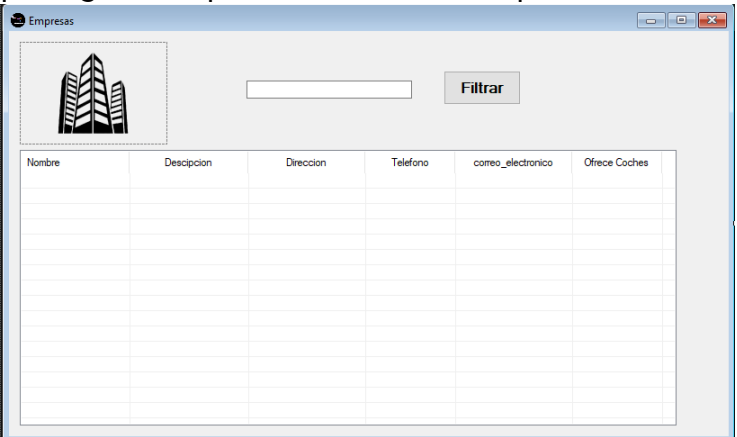 Empresas
Filtrar
Nombre Descipcion Direccion Telefono correo_electronico Ofrece Coches